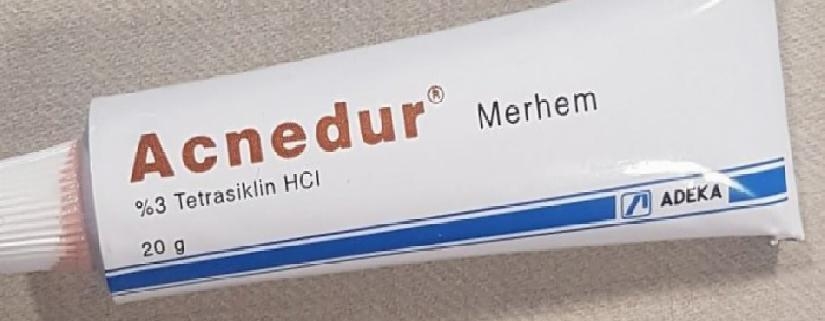 Acnedur® Merhem
%3 Tetrasiklin HCl
20 g
ADEKA